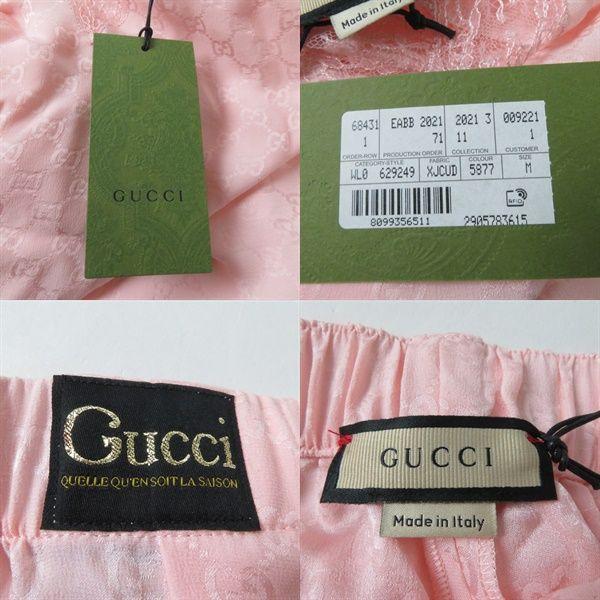 GUCCI
Made in Italy
68431 EABB 2021 2021 3 009221
1 71 11 1
ORDER-ROW PRODUCTION ORDER COLLECTION CUSTOMER
CATEGORY-STYLE FABRIC COLOUR SIZE
WL0 629249 XJCUD 5877 M
RFID
8099356511 2905783615
Gucci
QUELLE QU'EN SOIT LA SAISON
GUCCI
Made in Italy